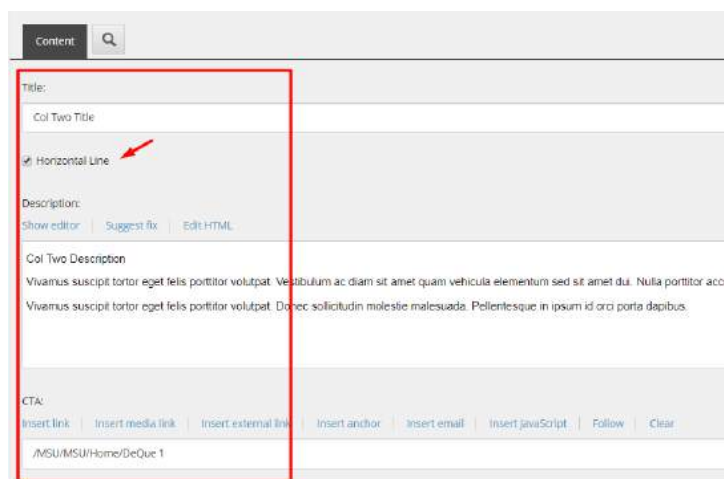 Content
Title:
Col Two Title
Horizontal Line
Description:
Show editor Suggest fix Edit HTML
Col Two Description
Vivamus suscipit tortor eget felis porttitor volutpat. Vestibulum ac diam sit amet quam vehicula elementum sed sit amet dui. Nulla porttitor acc
Vivamus suscipit tortor eget felis porttitor volutpat. Donec sollicitudin molestie malesuada. Pellentesque in ipsum id orci porta dapibus.
CTA:
Insert link Insert media link Insert external link Insert anchor Insert email Insert JavaScript Follow Clear
/MSU/MSU/Home/DeQue 1